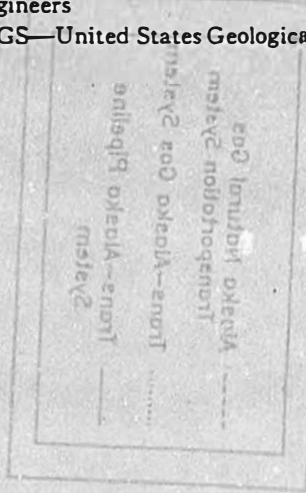 gineers
GS—United States Geologica
Alaska Natural Gas
Transportation System
Trans-Alaska Gas System
Trans-Alaska Pipeline
System